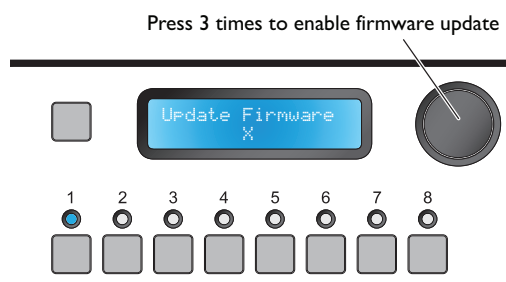 Press 3 times to enable firmware update
Update Firmware
X
1 2 3 4 5 6 7 8